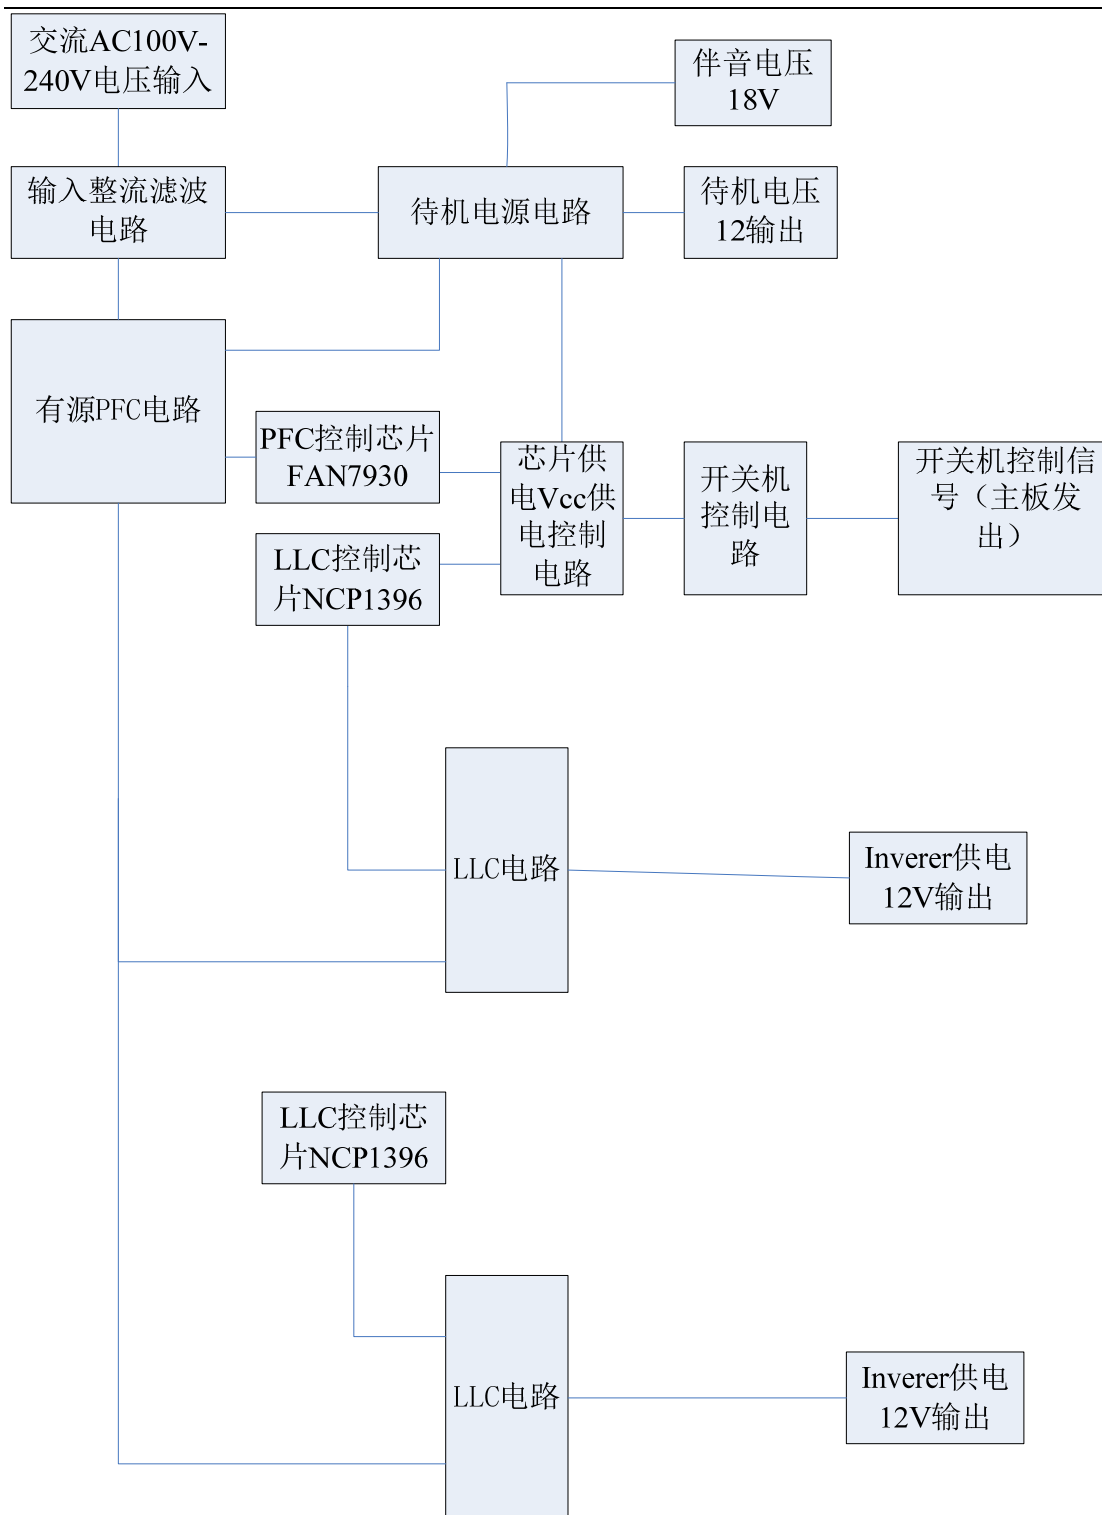 交流AC100V-
240V电压输入
伴音电压
18V
输入整流滤波
电路
待机电源电路
待机电压
12输出
有源PFC电路
PFC控制芯片
FAN7930
芯片供
电Vcc供
电控制
电路
开关机
控制电
路
开关机控制信
号（主板发
出）
LLC控制芯
片NCP1396
LLC电路
Inverer供电
12V输出
LLC控制芯
片NCP1396
LLC电路
Inverer供电
12V输出